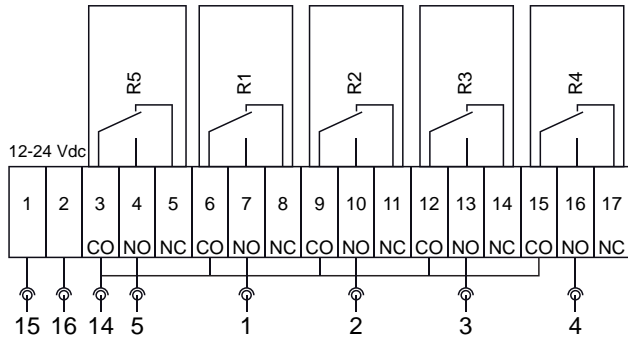 R5 R1 R2 R3 R4
12-24 Vdc
1 2 3 4 5 6 7 8 9 10 11 12 13 14 15 16 17
CO NO NC CO NO NC CO NO NC CO NO NC CO NO NC
15 16 14 5 1 2 3 4